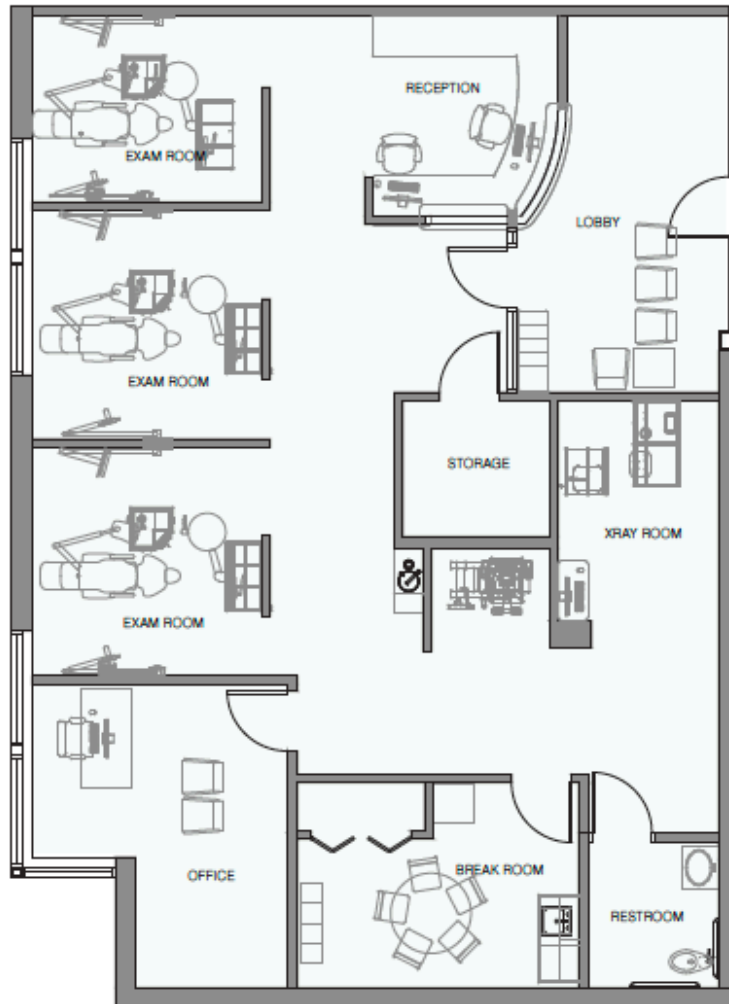 RECEPTION
EXAM ROOM
LOBBY
EXAM ROOM
STORAGE
XRAY ROOM
EXAM ROOM
BREAK ROOM
OFFICE
RESTROOM